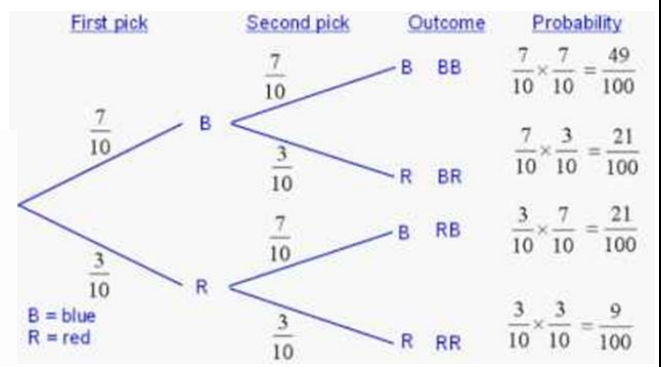 First pick Second pick Outcome Probability
7/10 B BB 7/10 × 7/10 = 49/100
7/10 B
3/10 R BR 7/10 × 3/10 = 21/100
7/10 B RB 3/10 × 7/10 = 21/100
3/10 R
B = blue
R = red
3/10 R RR 3/10 × 3/10 = 9/100